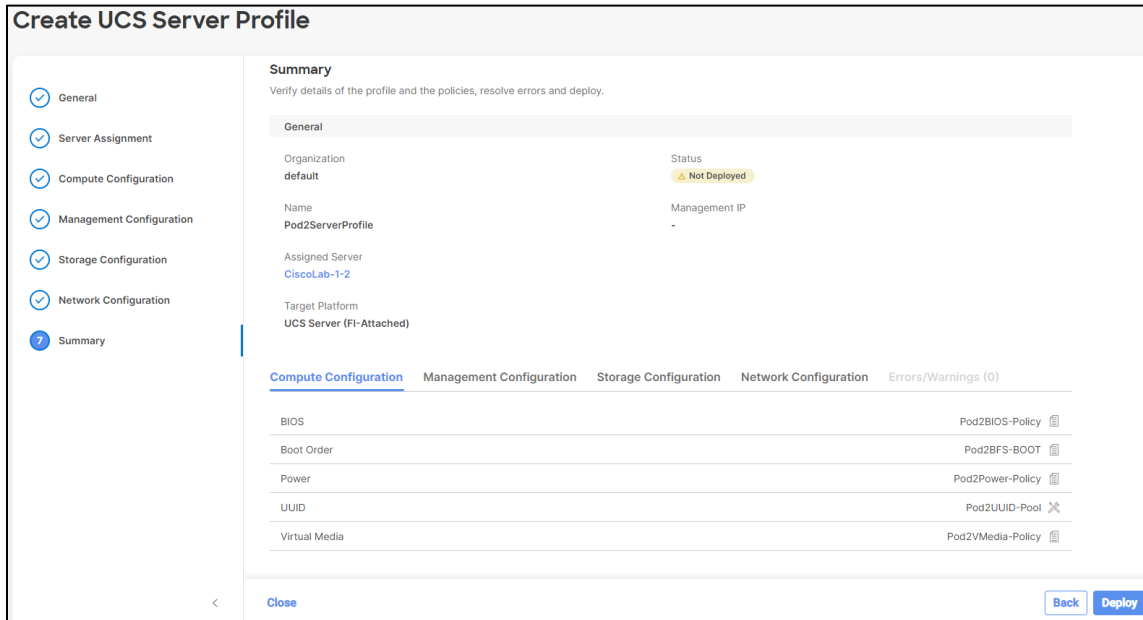 Create UCS Server Profile
General
Server Assignment
Compute Configuration
Management Configuration
Storage Configuration
Network Configuration
7 Summary
Summary
Verify details of the profile and the policies, resolve errors and deploy.
General
Organization
default
Status
Not Deployed
Name
Pod2ServerProfile
Management IP
-
Assigned Server
CiscoLab-1-2
Target Platform
UCS Server (FI-Attached)
Compute Configuration Management Configuration Storage Configuration Network Configuration Errors/Warnings (0)
BIOS Pod2BIOS-Policy
Boot Order Pod2BFS-BOOT
Power Pod2Power-Policy
UUID Pod2UUID-Pool
Virtual Media Pod2VMedia-Policy
Close Back Deploy